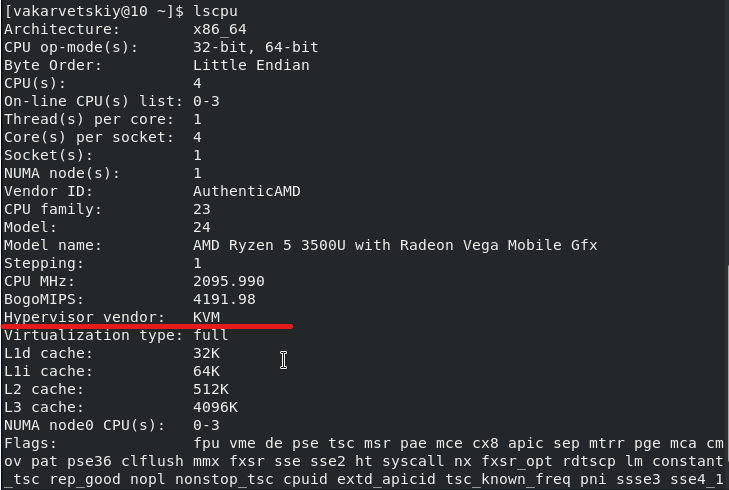 [vakarvetskiy@10 ~]$ lscpu
Architecture:        x86_64
CPU op-mode(s):      32-bit, 64-bit
Byte Order:          Little Endian
CPU(s):              4
On-line CPU(s) list: 0-3
Thread(s) per core:  1
Core(s) per socket:  4
Socket(s):           1
NUMA node(s):        1
Vendor ID:           AuthenticAMD
CPU family:          23
Model:               24
Model name:          AMD Ryzen 5 3500U with Radeon Vega Mobile Gfx
Stepping:            1
CPU MHz:             2095.990
BogoMIPS:            4191.98
Hypervisor vendor:   KVM
Virtualization type: full
L1d cache:           32K
L1i cache:           64K
L2 cache:            512K
L3 cache:            4096K
NUMA node0 CPU(s):   0-3
Flags:               fpu vme de pse tsc msr pae mce cx8 apic sep mtrr pge mca cm
ov pat pse36 clflush mmx fxsr sse sse2 ht syscall nx fxsr_opt rdtscp lm constant
_tsc rep_good nopl nonstop_tsc cpuid extd_apicid tsc_known_freq pni ssse3 sse4_1